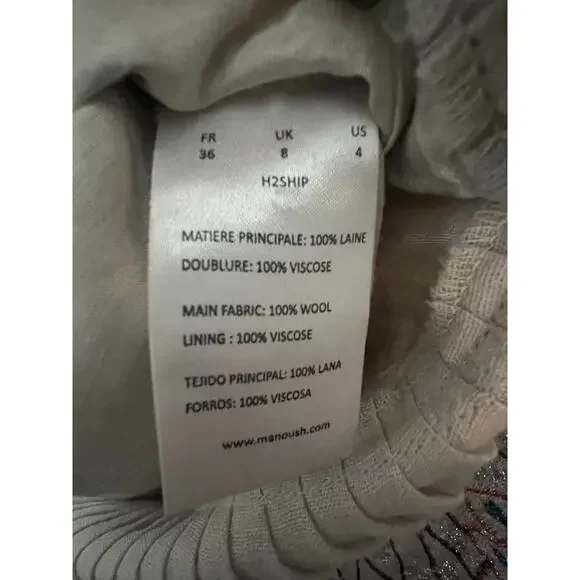 FR UK US
36 8 4
H2SHIP
MATIERE PRINCIPALE: 100% LAINE
DOUBLURE: 100% VISCOSE
MAIN FABRIC: 100% WOOL
LINING : 100% VISCOSE
TEJIDO PRINCIPAL: 100% LANA
FORROS: 100% VISCOSA
www.manoush.com